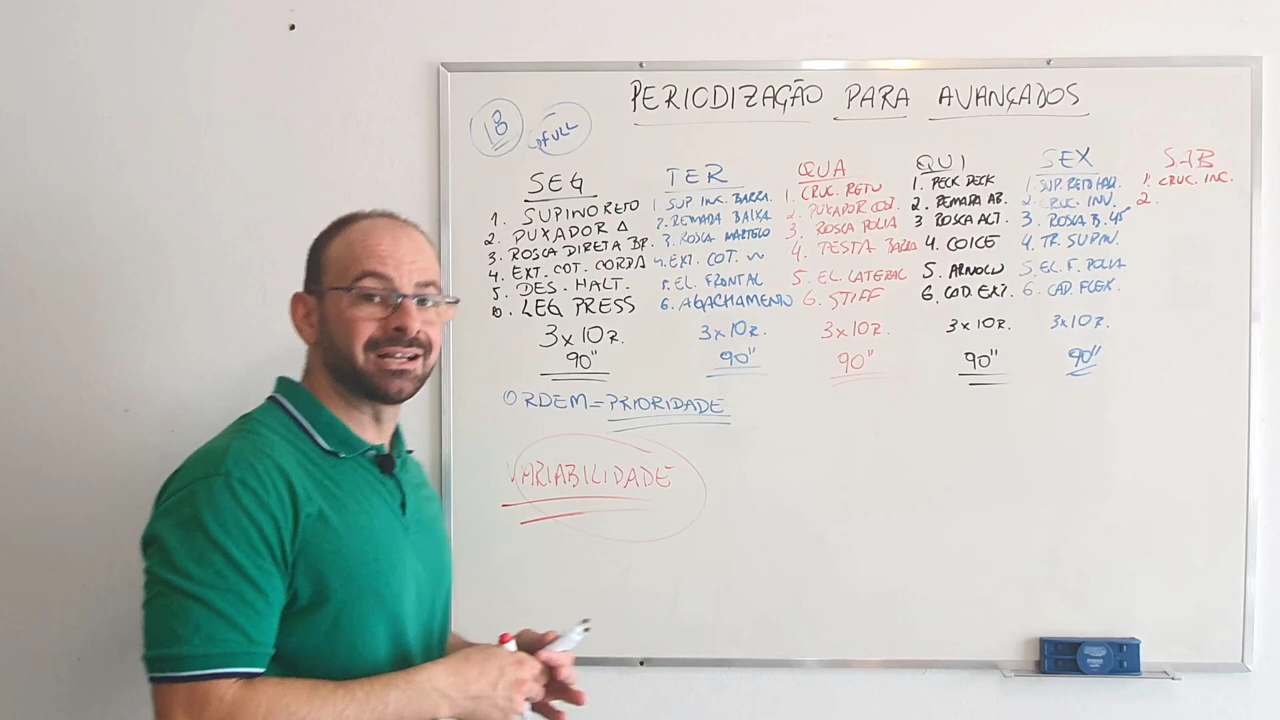 PERIODIZAÇÃO PARA AVANÇADOS
18
FULL
SEG
1. SUPINO RETO
2. PUXADOR Δ
3. ROSCA DIRETA BR.
4. EXT. COT. CORDA
5. DES. HALT.
6. LEG PRESS
3x10R.
90"
TER
1. SUP INC. BARRA.
2. REMADA BAIXA
3. ROSCA MARTELO
4. EXT. COT. W
5. EL. FRONTAL
6. AGACHAMENTO
3x10R.
90"
QUA
1. CRUC. RETO
2. PUXADOR COST.
3. ROSCA POLIA
4. TESTA BARRA
5. EL. LATERAL
6. STIFF
3x10R.
90"
QUI
1. PECK DECK
2. REMADA AB.
3. ROSCA ALT.
4. COICE
5. ARNOLD
6. CAD. EXT.
3x10R.
90"
SEX
1. SUP. RETO HAL.
2. CRUC. INV.
3. ROSCA B. 45°
4. TR. SUPIN.
5. EL. F. POLIA
6. CAD. FLEX.
3x10R.
90"
SAB
1. CRUC. INC.
2.
ORDEM = PRIORIDADE
VARIABILIDADE